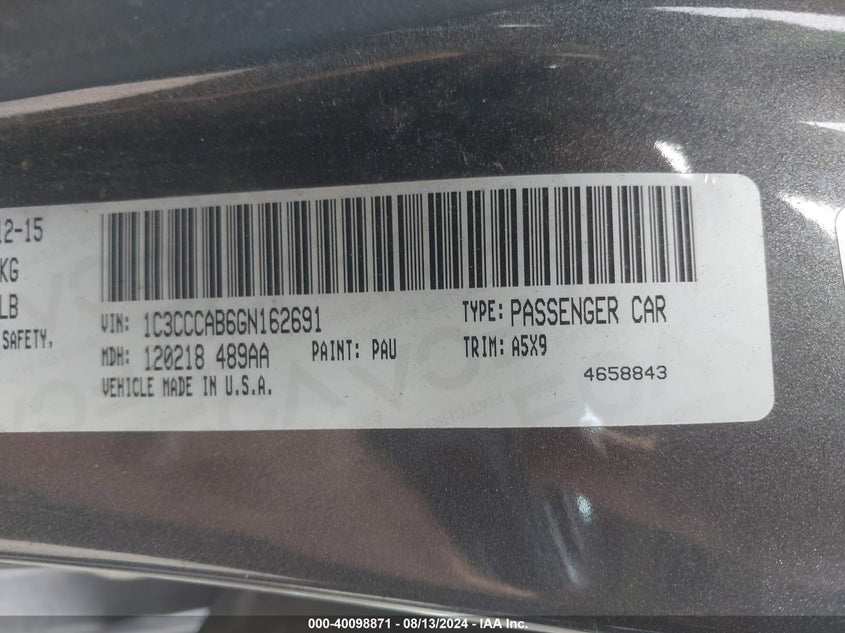 12-15
KG
LB
SAFETY,
VIN: 1C3CCCAB6GN162691
TYPE: PASSENGER CAR
MDH: 120218 489AA
PAINT: PAU
TRIM: A5X9
VEHICLE MADE IN U.S.A.
4658843
000-40098871 - 08/13/2024 - IAA Inc.